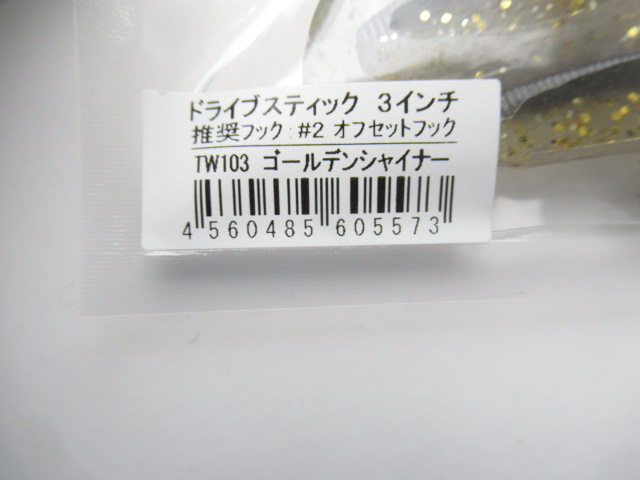 ドライブスティック 3インチ
推奨フック:#2 オフセットフック
TW103 ゴールデンシャイナー
4 560485 605573